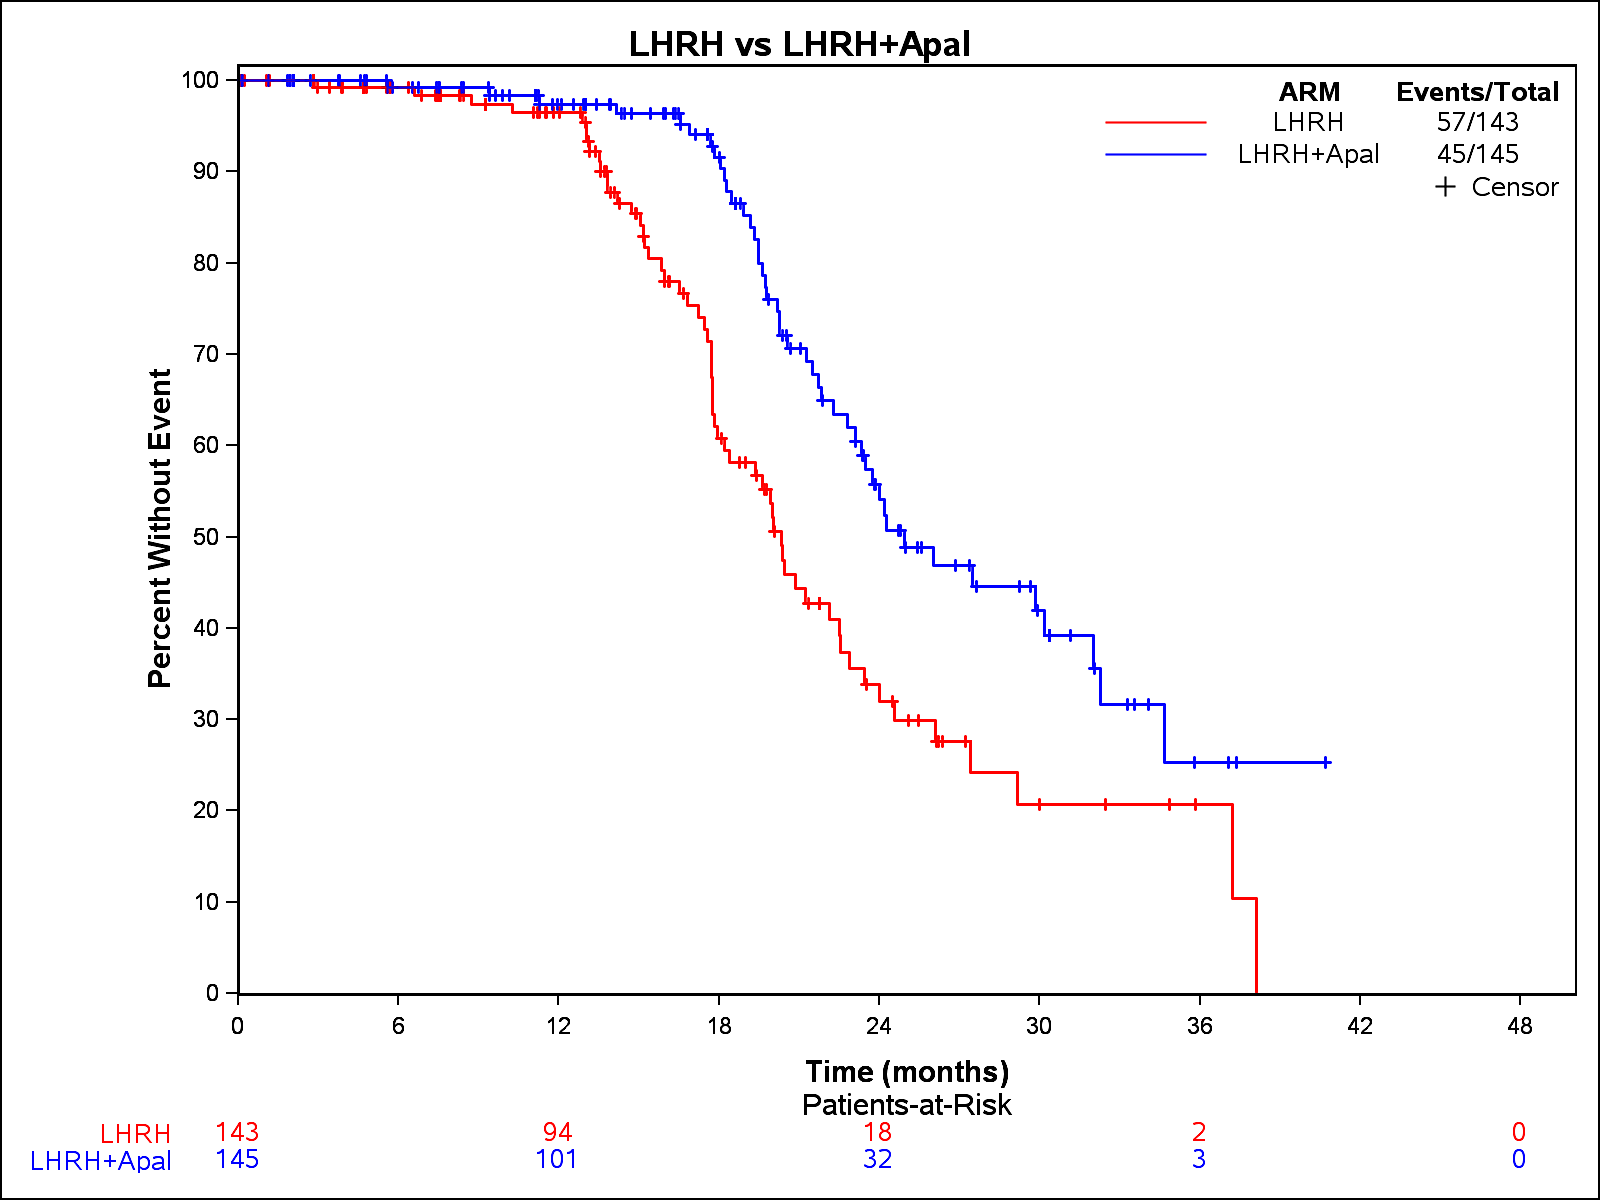 LHRH vs LHRH+Apal
ARM Events/Total
LHRH 57/143
LHRH+Apal 45/145
+ Censor
Percent Without Event
100
90
80
70
60
50
40
30
20
10
0
0 6 12 18 24 30 36 42 48
Time (months)
Patients-at-Risk
LHRH 143 94 18 2 0
LHRH+Apal 145 101 32 3 0